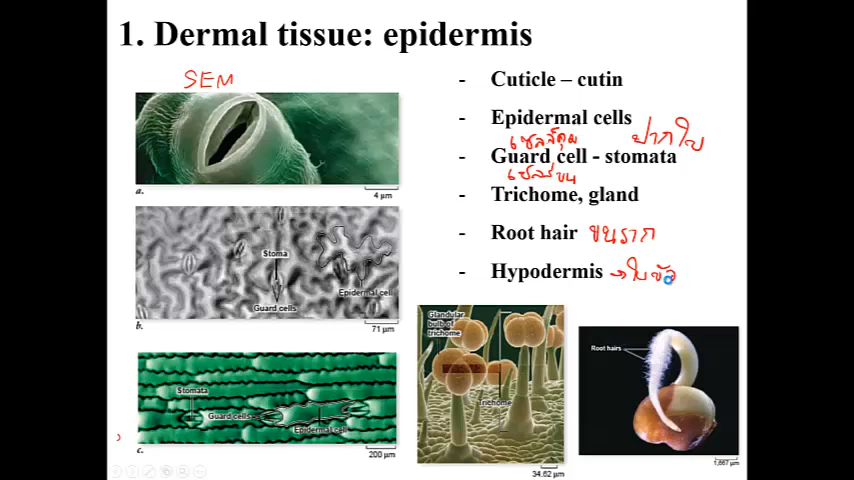 1. Dermal tissue: epidermis
SEM
- Cuticle – cutin
- Epidermal cells
เซลล์คุม ปากใบ
- Guard cell - stomata
เซลล์ขน
- Trichome, gland
- Root hair ขนราก
- Hypodermis →
a.
4 µm
Stoma
Epidermal cell
Guard cells
b.
71 µm
Stomata
Guard cells
Epidermal cell
c.
200 µm
Glandular
bulb of
trichome
Trichome
34.62 µm
Root hairs
1,667 µm